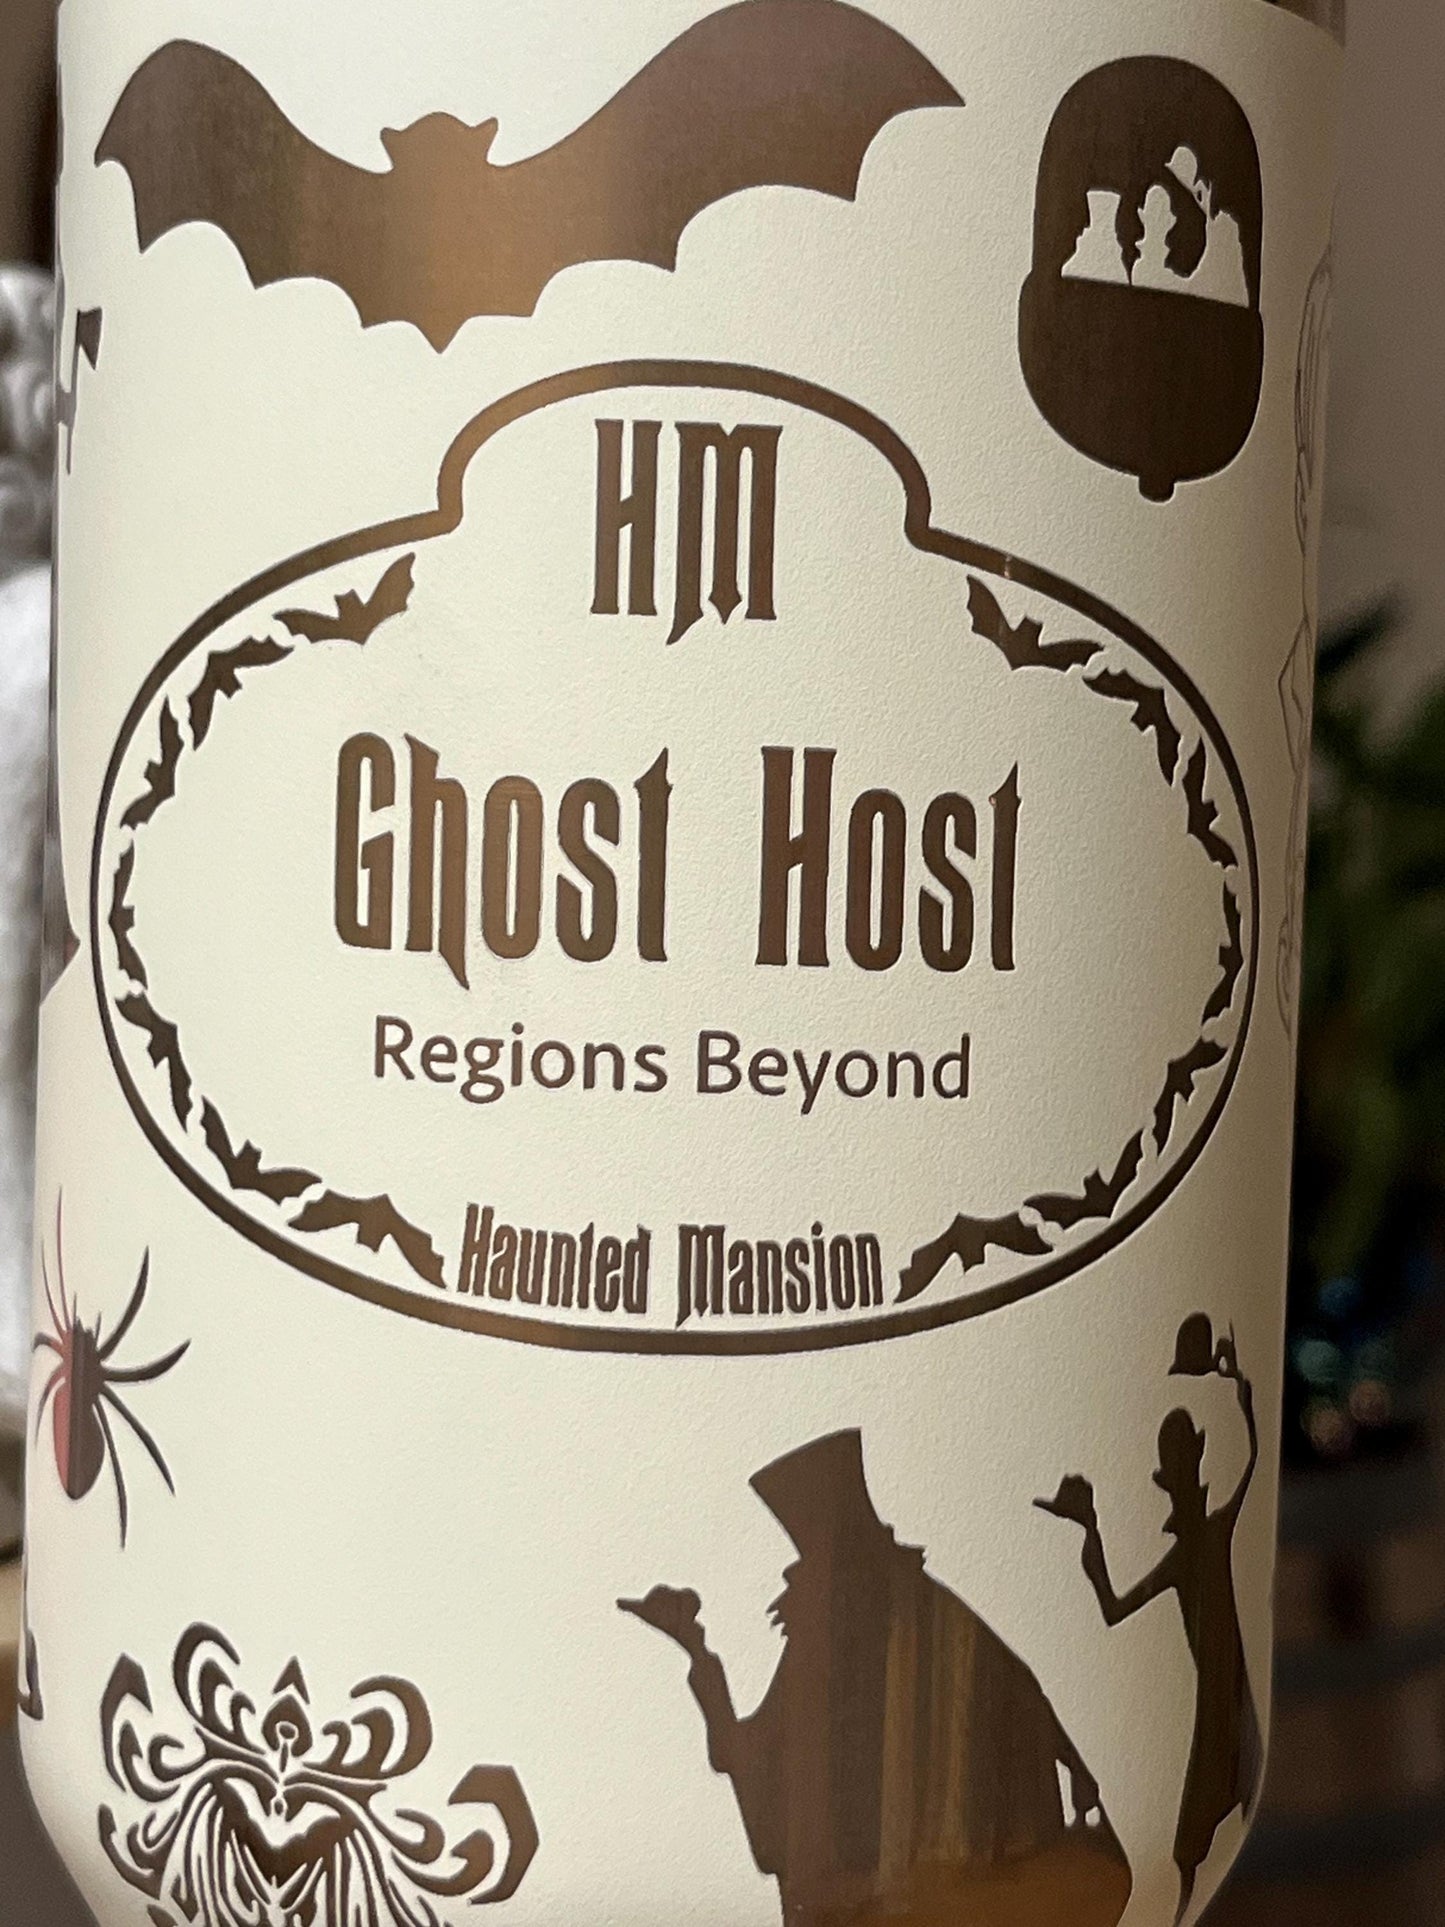 HM
Ghost Host
Regions Beyond
Haunted Mansion